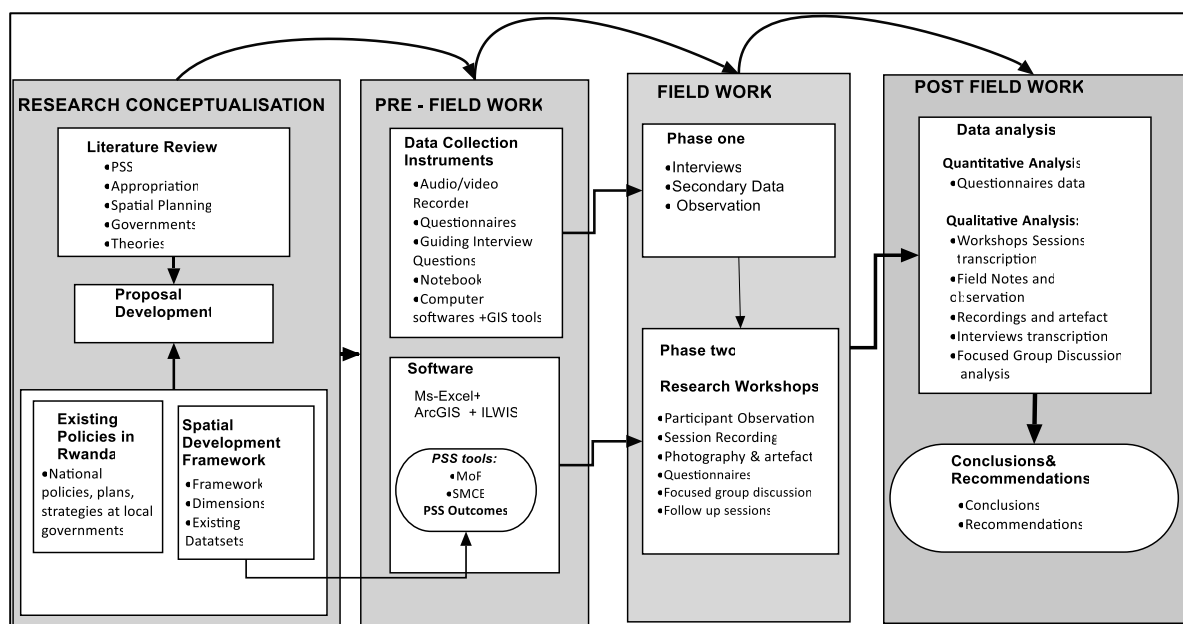 RESEARCH CONCEPTUALISATION
Literature Review
•PSS
•Appropriation
•Spatial Planning
•Governments
•Theories
Proposal
Development
Existing
Policies in
Rwanda
•National
policies, plans,
strategies at local
governments
Spatial
Development
Framework
•Framework
•Dimensions
•Existing
Datatsets
PRE - FIELD WORK
Data Collection
Instruments
•Audio/video
Recorder
•Questionnaires
•Guiding Interview
Questions
•Notebook
•Computer
softwares +GIS tools
Software
Ms-Excel+
ArcGIS + ILWIS
PSS tools:
•MoF
•SMCE
PSS Outcomes
FIELD WORK
Phase one
•Interviews
•Secondary Data
• Observation
Phase two
Research Workshops
•Participant Observation
•Session Recording
•Photography & artefact
•Questionnaires
•Focused group discussion
•Follow up sessions
POST FIELD WORK
Data analysis
Quantitative Analysis
•Questionnaires data
Qualitative Analysis:
•Workshops Sessions
transcription
•Field Notes and
observation
•Recordings and artefact
•Interviews transcription
•Focused Group Discussion
analysis
Conclusions&
Recommendations
•Conclusions
•Recommendations